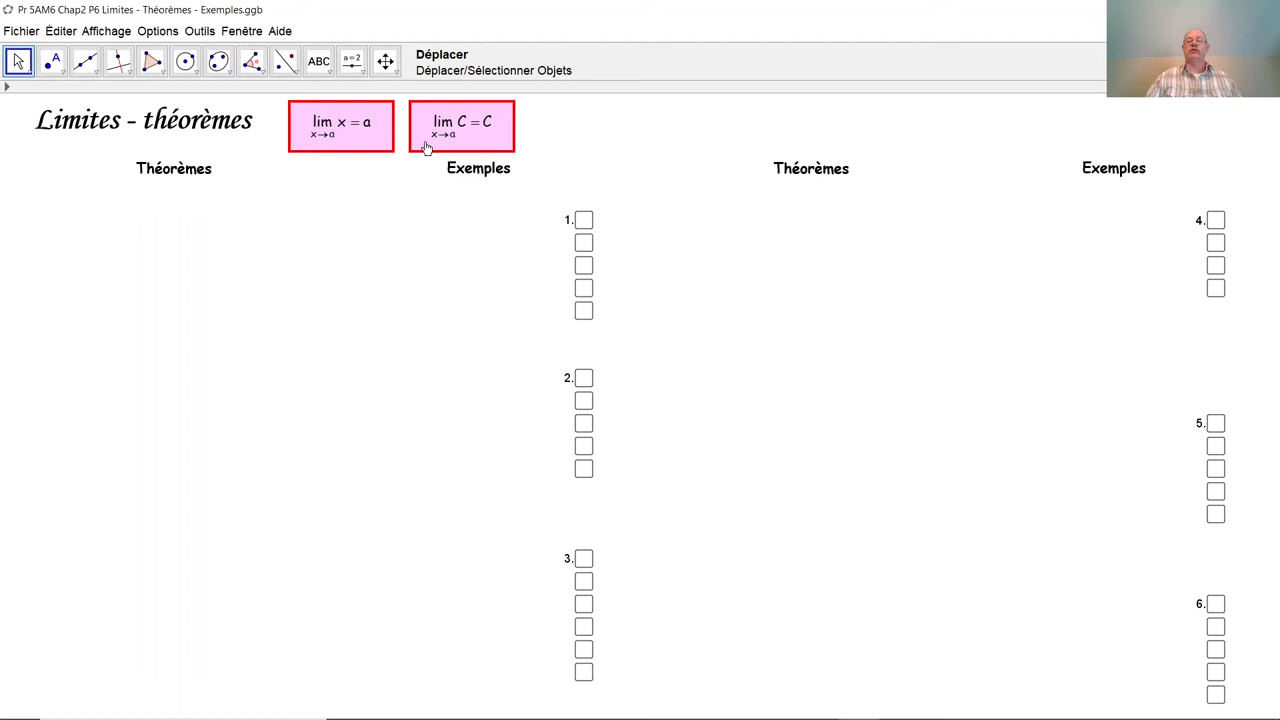 Pr 5AM6 Chap2 P6 Limites - Théorèmes - Exemples.ggb
Fichier Éditer Affichage Options Outils Fenêtre Aide
A ABC a=2
Déplacer
Déplacer/Sélectionner Objets
Limites - théorèmes
lim x = a
x→a
lim C = C
x→a
Théorèmes Exemples Théorèmes Exemples
1. 4.
2.
5.
3.
6.